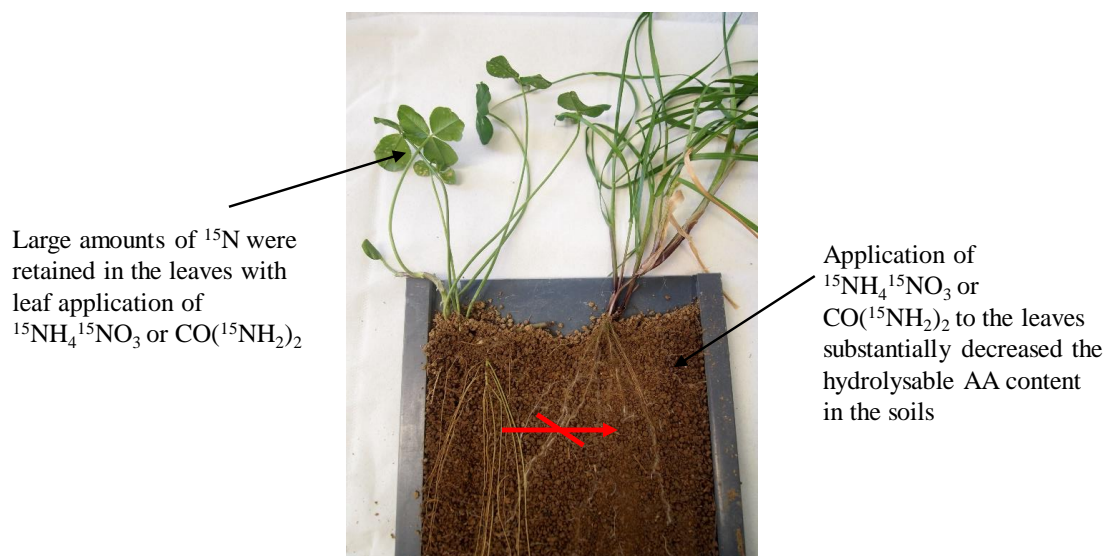 Large amounts of ¹⁵N were
retained in the leaves with
leaf application of
¹⁵NH₄¹⁵NO₃ or CO(¹⁵NH₂)₂
Application of
¹⁵NH₄¹⁵NO₃ or
CO(¹⁵NH₂)₂ to the leaves
substantially decreased the
hydrolysable AA content
in the soils